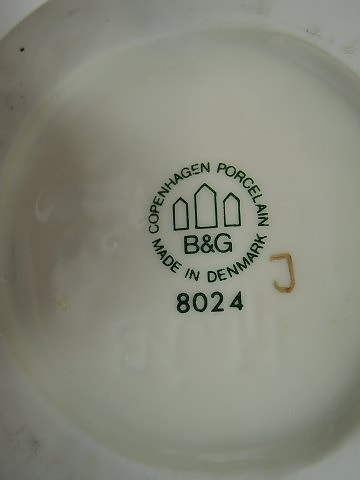 COPENHAGEN PORCELAIN
B&G
MADE IN DENMARK
8024
J